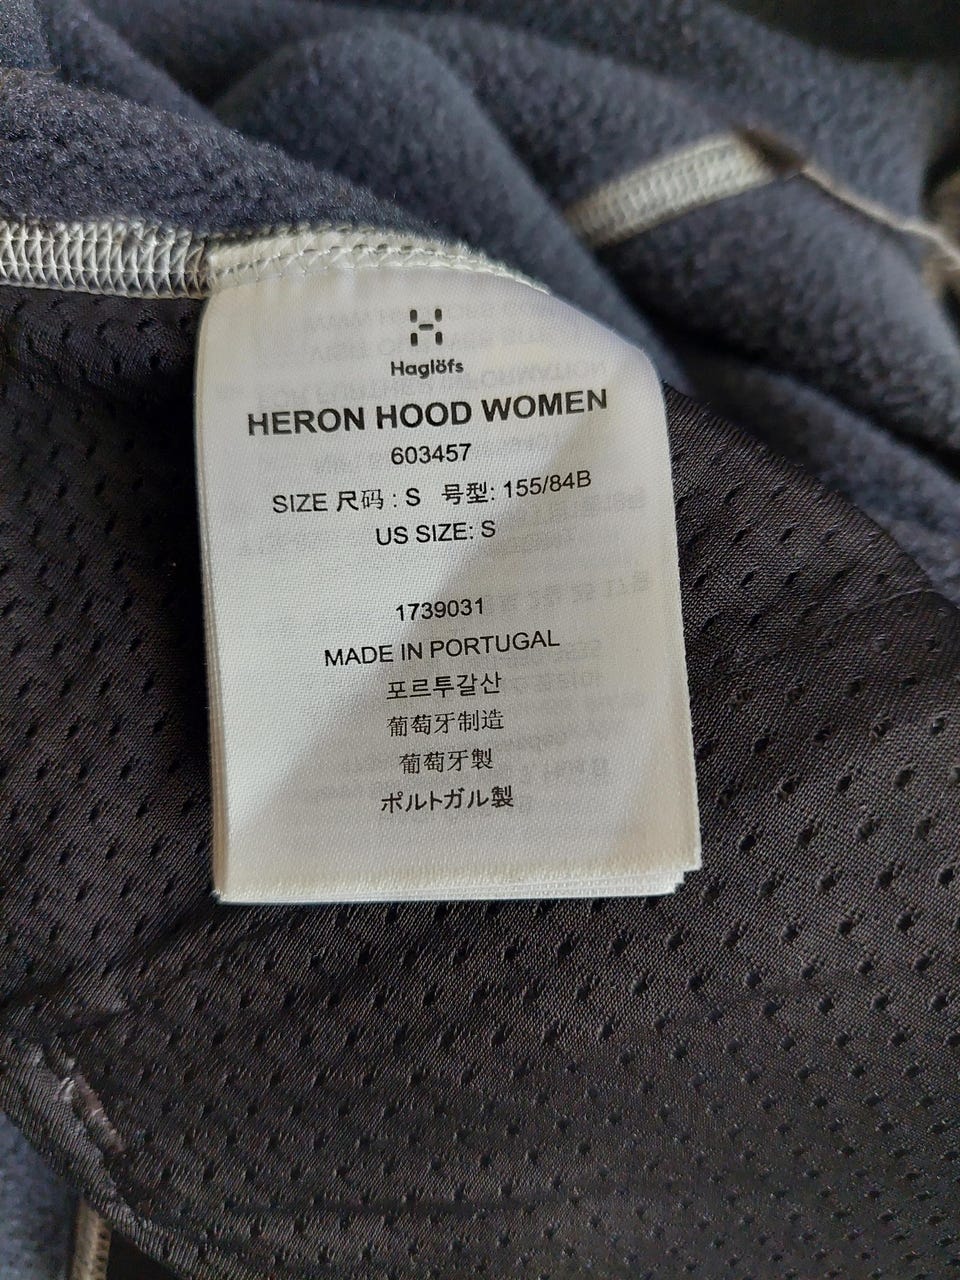 Haglöfs
HERON HOOD WOMEN
603457
SIZE 尺码 : S 号型: 155/84B
US SIZE: S
1739031
MADE IN PORTUGAL
포르투갈산
葡萄牙制造
葡萄牙製
ポルトガル製